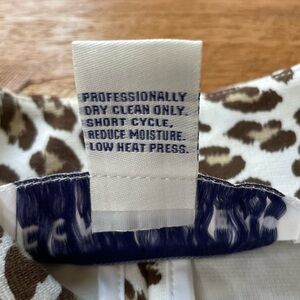 PROFESSIONALLY
DRY CLEAN ONLY.
SHORT CYCLE,
REDUCE MOISTURE.
LOW HEAT PRESS.